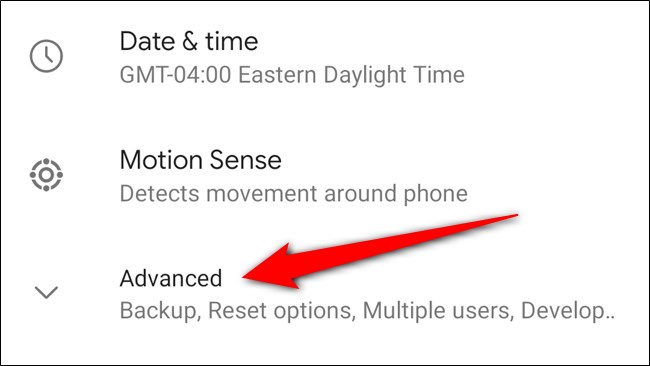 Date & time
GMT-04:00 Eastern Daylight Time
Motion Sense
Detects movement around phone
Advanced
Backup, Reset options, Multiple users, Develop..